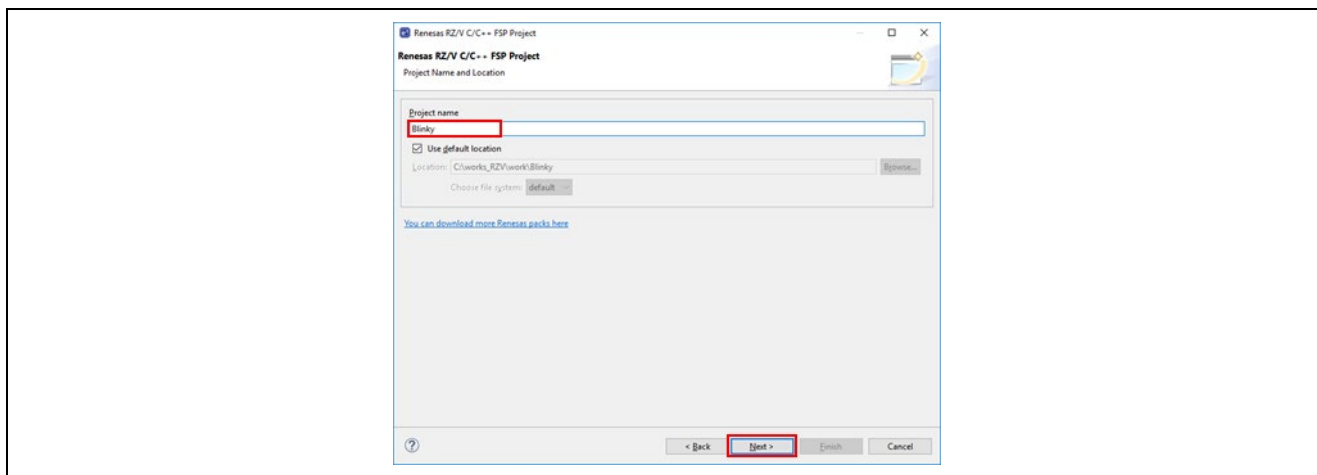 Renesas RZ/V C/C++ FSP Project
Renesas RZ/V C/C++ FSP Project
Project Name and Location
Project name
Blinky
Use default location
Location: C:\works_RZV\work\Blinky Browse...
Choose file system: default
You can download more Renesas packs here
< Back Next > Finish Cancel